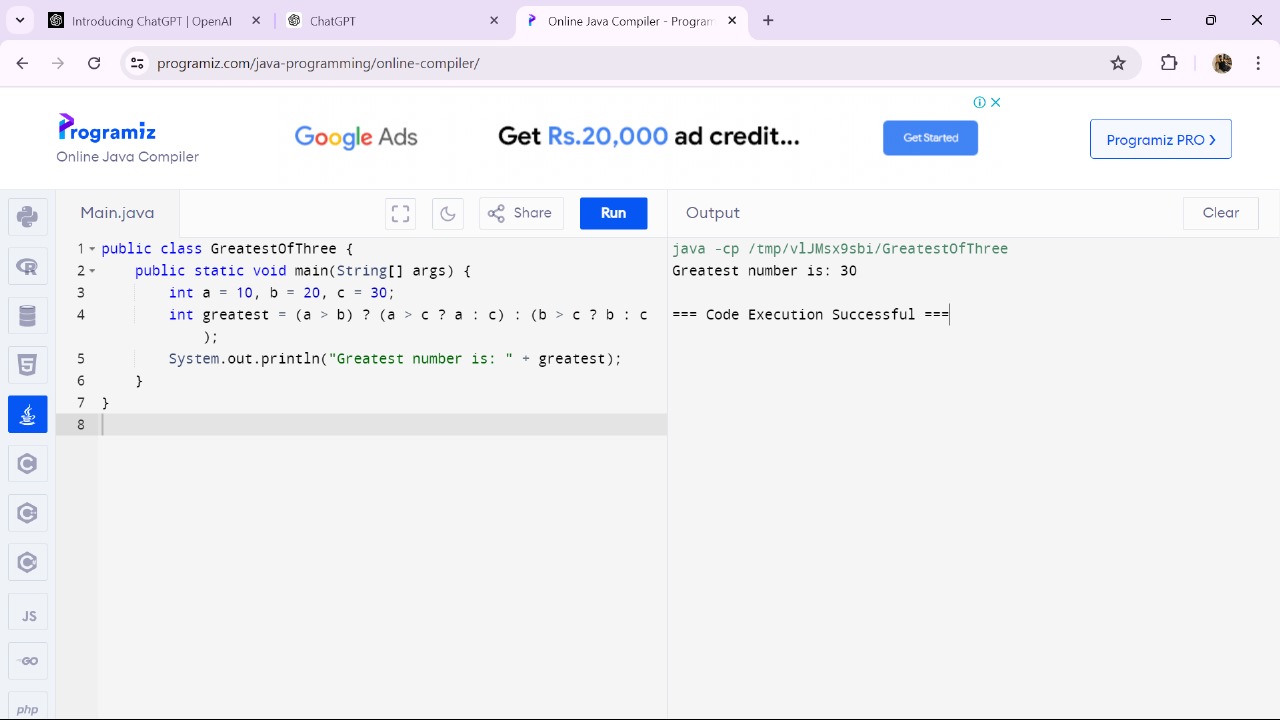 Introducing ChatGPT | OpenAI
ChatGPT
Online Java Compiler - Program
programiz.com/java-programming/online-compiler/
Programiz
Online Java Compiler
Google Ads
Get Rs.20,000 ad credit...
Get Started
Programiz PRO >
Main.java
Share
Run
Output
Clear
1 public class GreatestOfThree {
2 public static void main(String[] args) {
3 int a = 10, b = 20, c = 30;
4 int greatest = (a > b) ? (a > c ? a : c) : (b > c ? b : c
);
5 System.out.println("Greatest number is: " + greatest);
6 }
7 }
8
java -cp /tmp/vlJMsx9sbi/GreatestOfThree
Greatest number is: 30
=== Code Execution Successful ===
JS
GO
php